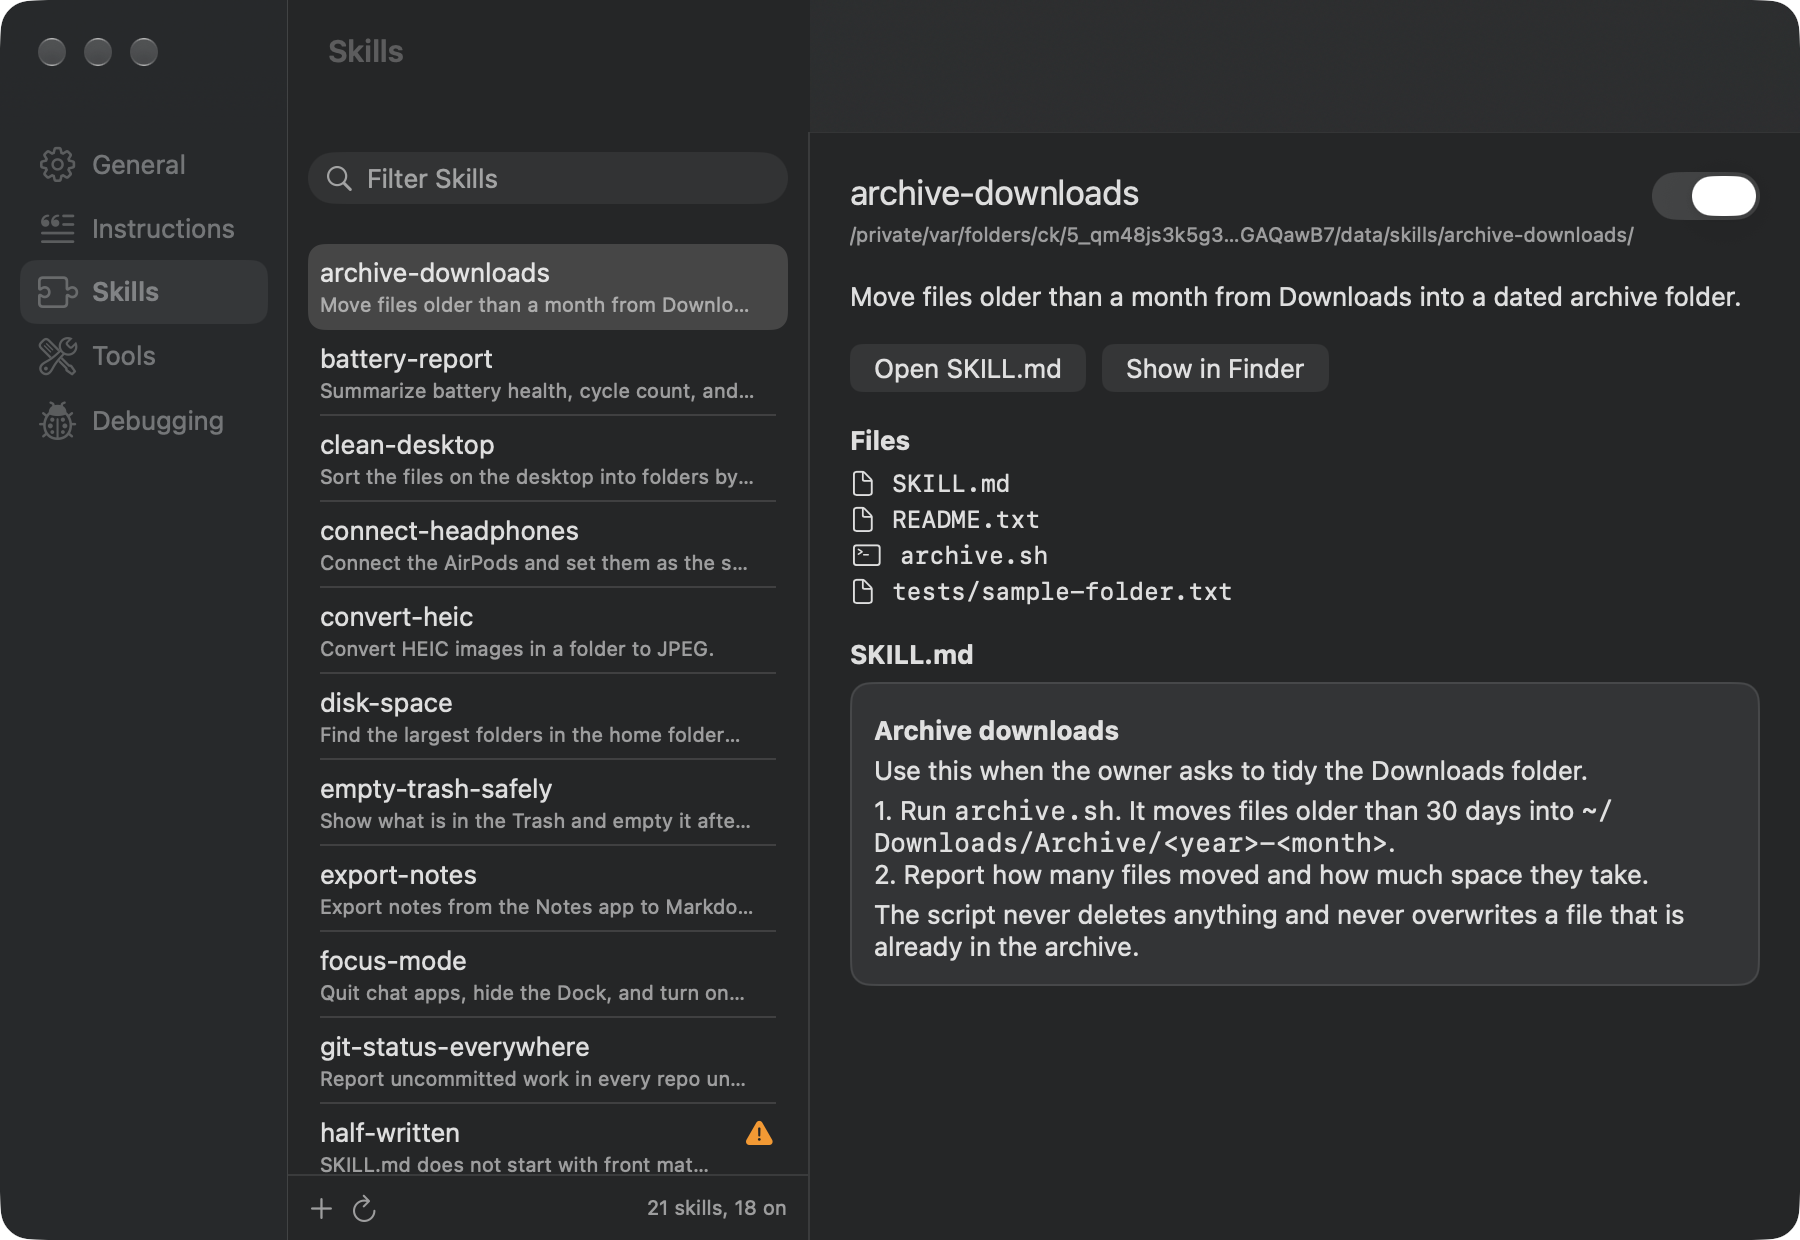 Skills
General
Instructions
Skills
Tools
Debugging
Filter Skills
archive-downloads
Move files older than a month from Downlo...
battery-report
Summarize battery health, cycle count, and...
clean-desktop
Sort the files on the desktop into folders by...
connect-headphones
Connect the AirPods and set them as the s...
convert-heic
Convert HEIC images in a folder to JPEG.
disk-space
Find the largest folders in the home folder...
empty-trash-safely
Show what is in the Trash and empty it afte...
export-notes
Export notes from the Notes app to Markdo...
focus-mode
Quit chat apps, hide the Dock, and turn on...
git-status-everywhere
Report uncommitted work in every repo un...
half-written
SKILL.md does not start with front mat...
21 skills, 18 on
archive-downloads
/private/var/folders/ck/5_qm48js3k5g3...GAQawB7/data/skills/archive-downloads/
Move files older than a month from Downloads into a dated archive folder.
Open SKILL.md
Show in Finder
Files
SKILL.md
README.txt
archive.sh
tests/sample-folder.txt
SKILL.md
Archive downloads
Use this when the owner asks to tidy the Downloads folder.
1. Run archive.sh. It moves files older than 30 days into ~/
Downloads/Archive/<year>-<month>.
2. Report how many files moved and how much space they take.
The script never deletes anything and never overwrites a file that is
already in the archive.